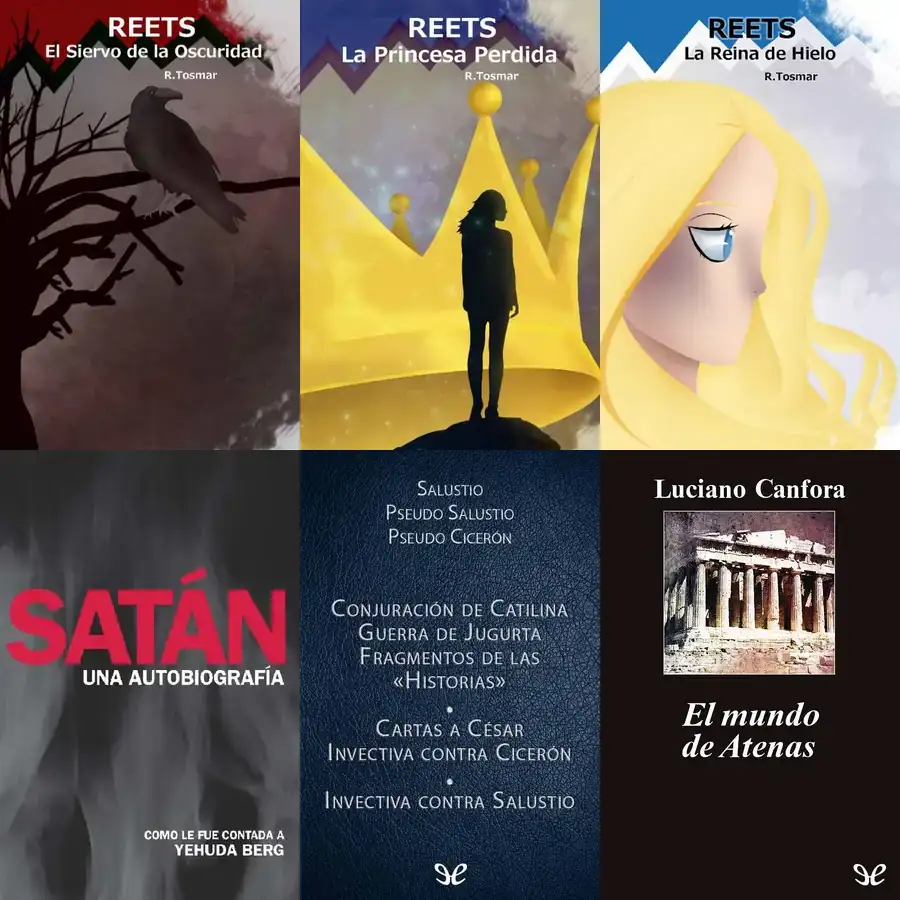 REETS
El Siervo de la Oscuridad
R.Tosmar
REETS
La Princesa Perdida
R.Tosmar
REETS
La Reina de Hielo
R.Tosmar
SATÁN
UNA AUTOBIOGRAFÍA
COMO LE FUE CONTADA A
YEHUDA BERG
SALUSTIO
PSEUDO SALUSTIO
PSEUDO CICERÓN
CONJURACIÓN DE CATILINA
GUERRA DE JUGURTA
FRAGMENTOS DE LAS
«HISTORIAS»
•
CARTAS A CÉSAR
INVECTIVA CONTRA CICERÓN
•
INVECTIVA CONTRA SALUSTIO
Luciano Canfora
El mundo
de Atenas